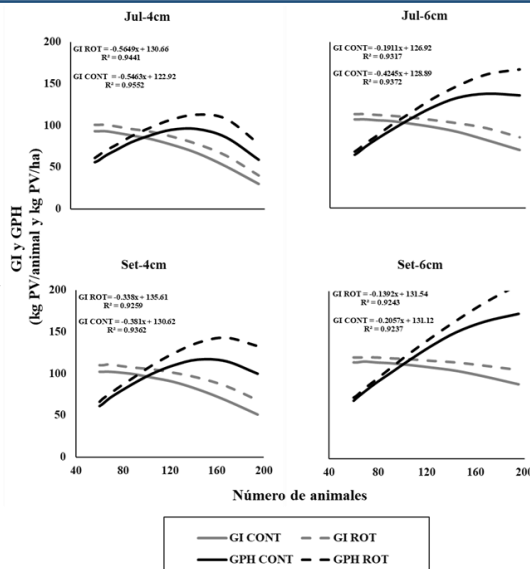 Jul-4cm
Jul-6cm
GI ROT= -0.5649x + 130.66
R² = 0.9441
GI CONT = -0.5463x + 122.92
R² = 0.9552
GI CONT= -0.1911x + 126.92
R² = 0.9317
GI CONT= -0.4245x + 128.89
R² = 0.9372
200
150
100
50
0
GI y GPH
(kg PV/animal y kg PV/ha)
Set-4cm
Set-6cm
GI ROT= -0.338x + 135.61
R² = 0.9259
GI CONT = -0.381x + 130.62
R² = 0.9362
GI ROT = -0.1392x + 131.54
R² = 0.9243
GI CONT = -0.2057x + 131.12
R² = 0.9237
200
150
100
50
0
40 80 120 160 200
40 80 120 160 200
Número de animales
GI CONT GI ROT
GPH CONT GPH ROT